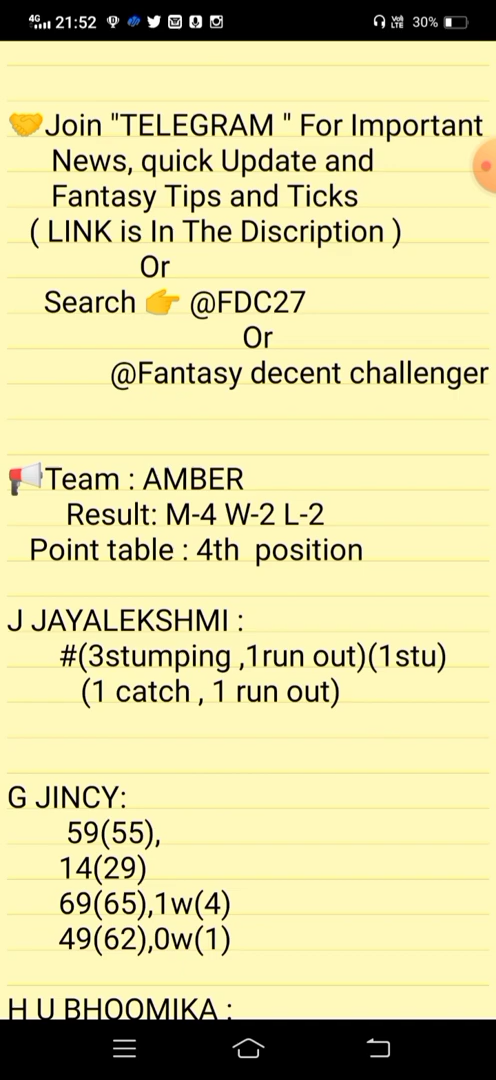 4G 21:52 VoI LTE 30%
🤝Join "TELEGRAM " For Important
News, quick Update and
Fantasy Tips and Ticks
( LINK is In The Discription )
Or
Search 👉 @FDC27
Or
@Fantasy decent challenger
📢Team : AMBER
Result: M-4 W-2 L-2
Point table : 4th position
J JAYALEKSHMI :
#(3stumping ,1run out)(1stu)
(1 catch , 1 run out)
G JINCY:
59(55),
14(29)
69(65),1w(4)
49(62),0w(1)
H U BHOOMIKA :